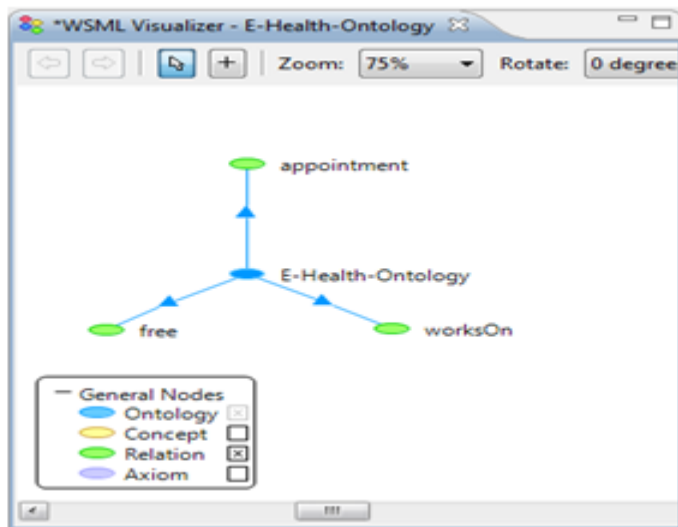 *WSML Visualizer - E-Health-Ontology
Zoom: 75% Rotate: 0 degree
appointment
E-Health-Ontology
free
worksOn
General Nodes
Ontology
Concept
Relation
Axiom